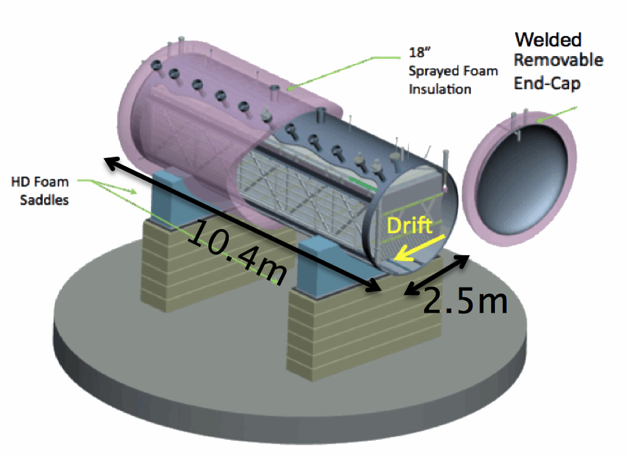 18”
Sprayed Foam
Insulation
Welded
Removable
End-Cap
HD Foam
Saddles
Drift
10.4m
2.5m